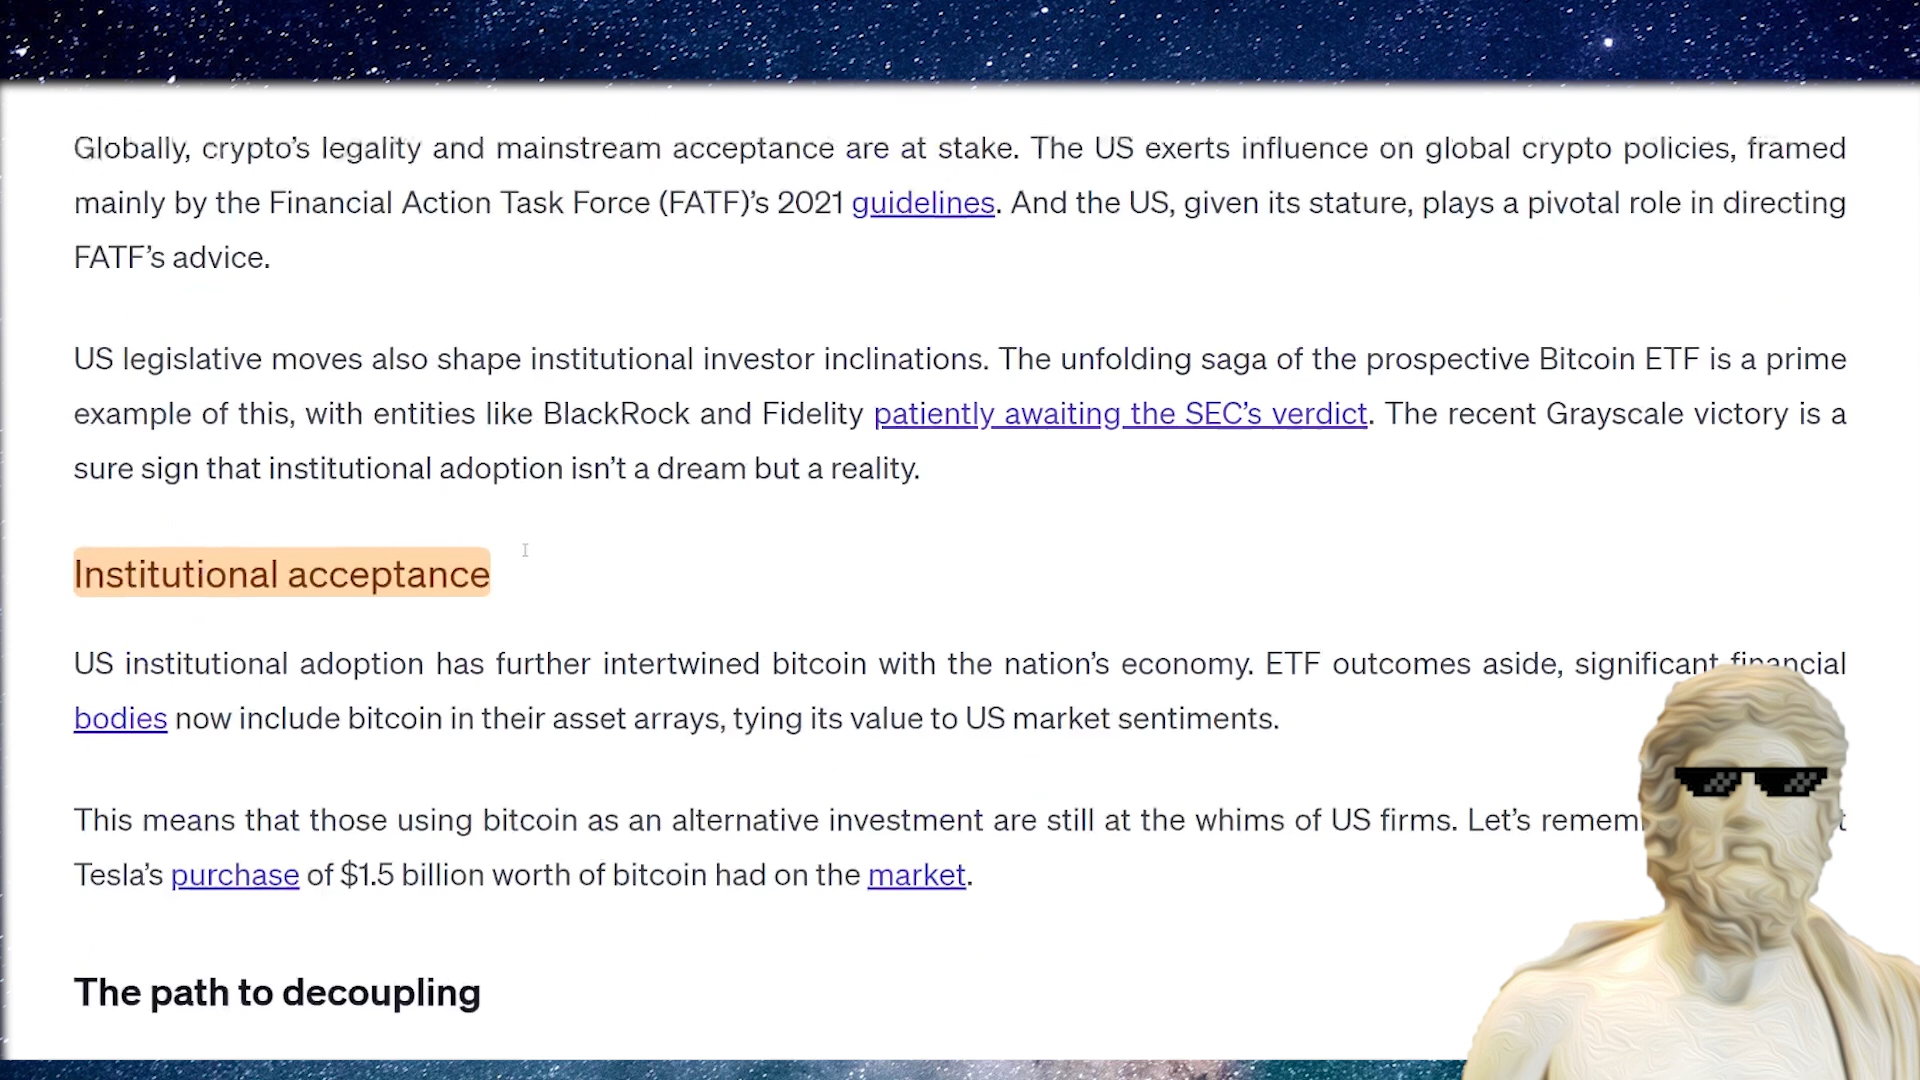 Globally, crypto’s legality and mainstream acceptance are at stake. The US exerts influence on global crypto policies, framed
mainly by the Financial Action Task Force (FATF)’s 2021 guidelines. And the US, given its stature, plays a pivotal role in directing
FATF’s advice.
US legislative moves also shape institutional investor inclinations. The unfolding saga of the prospective Bitcoin ETF is a prime
example of this, with entities like BlackRock and Fidelity patiently awaiting the SEC’s verdict. The recent Grayscale victory is a
sure sign that institutional adoption isn’t a dream but a reality.
Institutional acceptance
US institutional adoption has further intertwined bitcoin with the nation’s economy. ETF outcomes aside, significant financial
bodies now include bitcoin in their asset arrays, tying its value to US market sentiments.
This means that those using bitcoin as an alternative investment are still at the whims of US firms. Let’s
Tesla’s purchase of $1.5 billion worth of bitcoin had on the market.
The path to decoupling